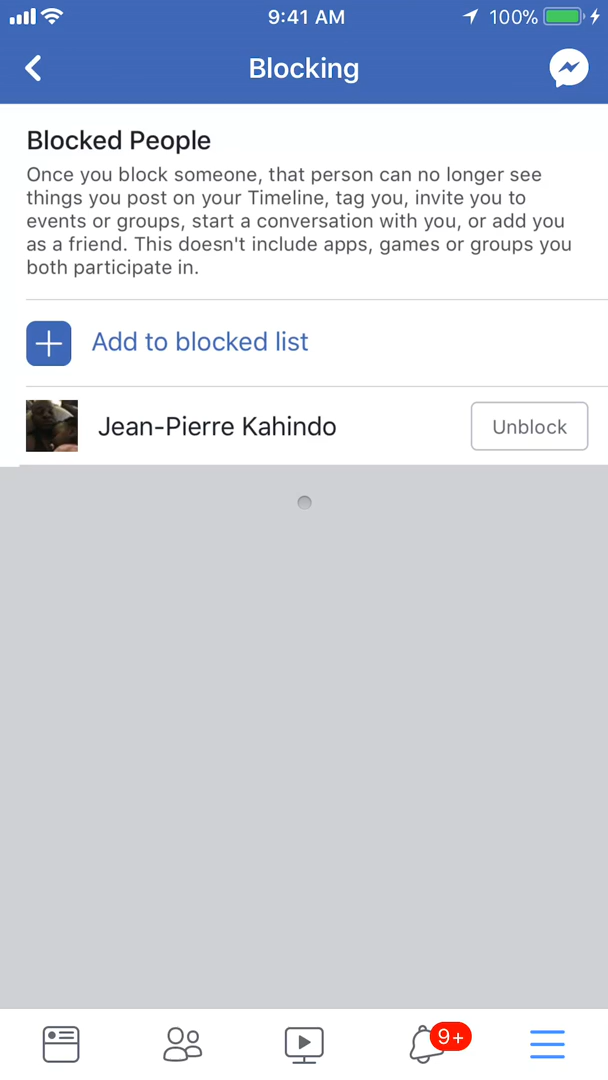 9:41 AM
100%
Blocking
Blocked People
Once you block someone, that person can no longer see
things you post on your Timeline, tag you, invite you to
events or groups, start a conversation with you, or add you
as a friend. This doesn't include apps, games or groups you
both participate in.
Add to blocked list
Jean-Pierre Kahindo
Unblock
9+